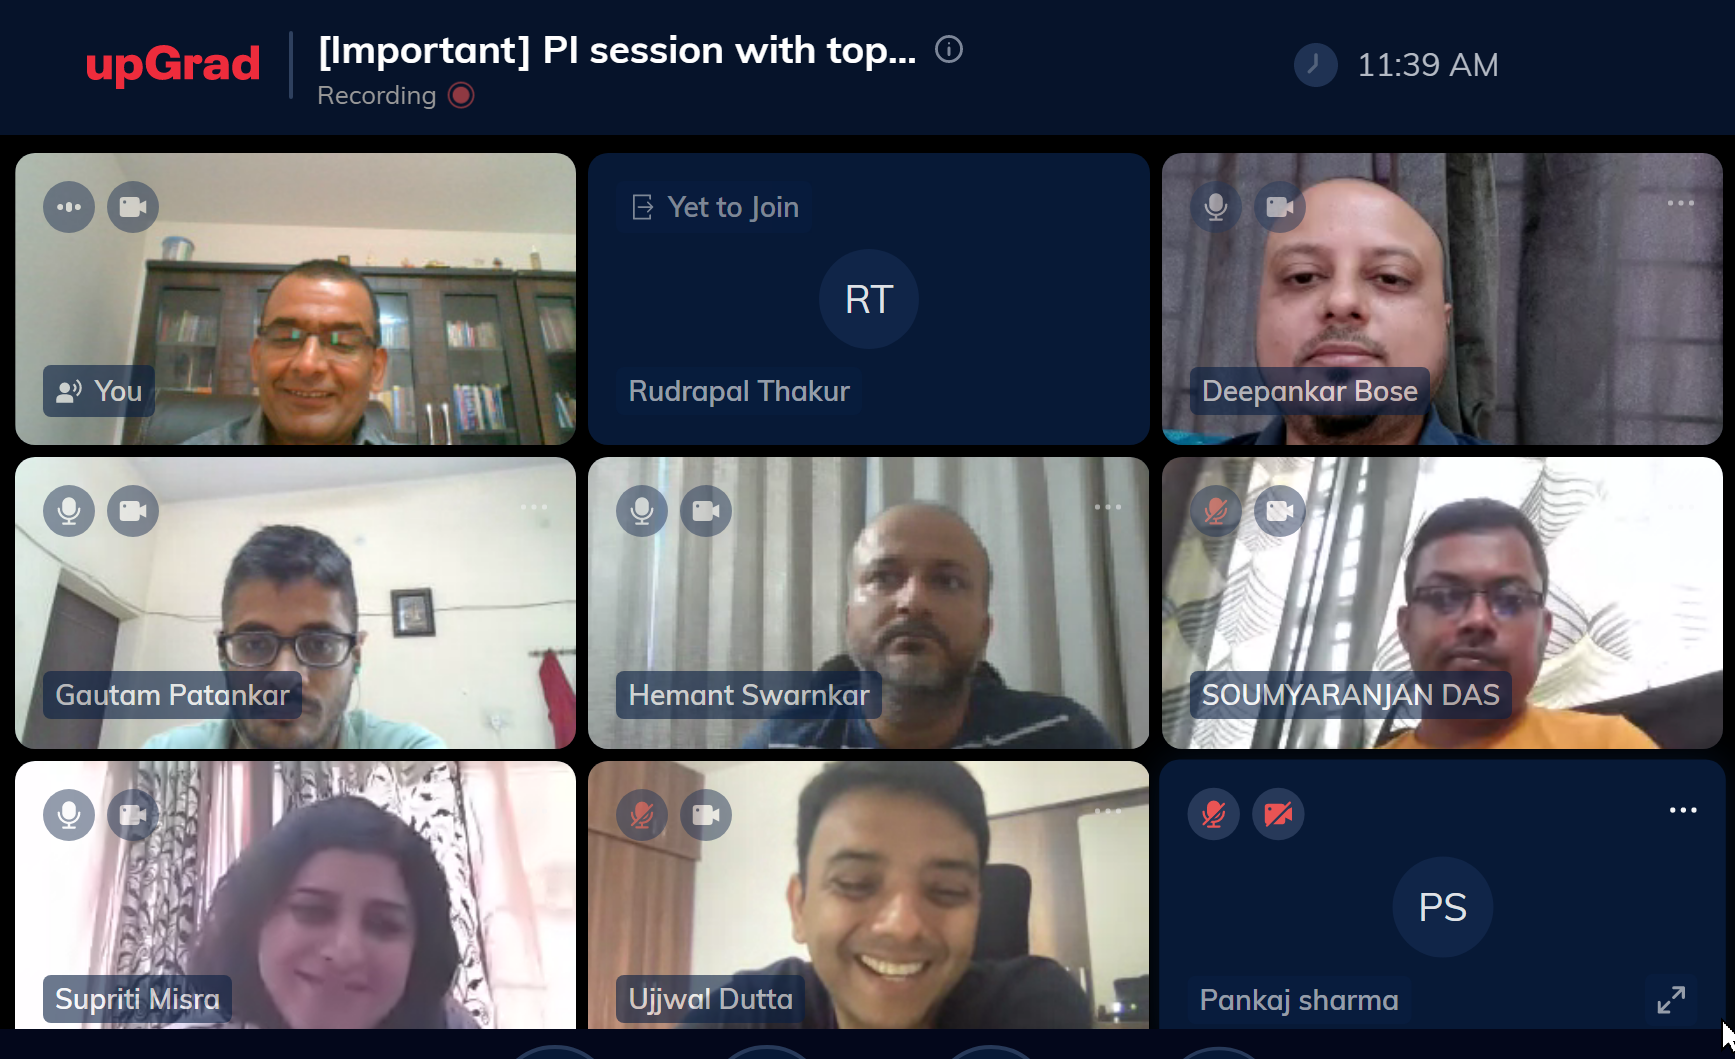 upGrad
[Important] PI session with top...
Recording
11:39 AM
You
Yet to Join
RT
Rudrapal Thakur
Deepankar Bose
Gautam Patankar
Hemant Swarnkar
SOUMYARANJAN DAS
Supriti Misra
Ujjwal Dutta
PS
Pankaj sharma